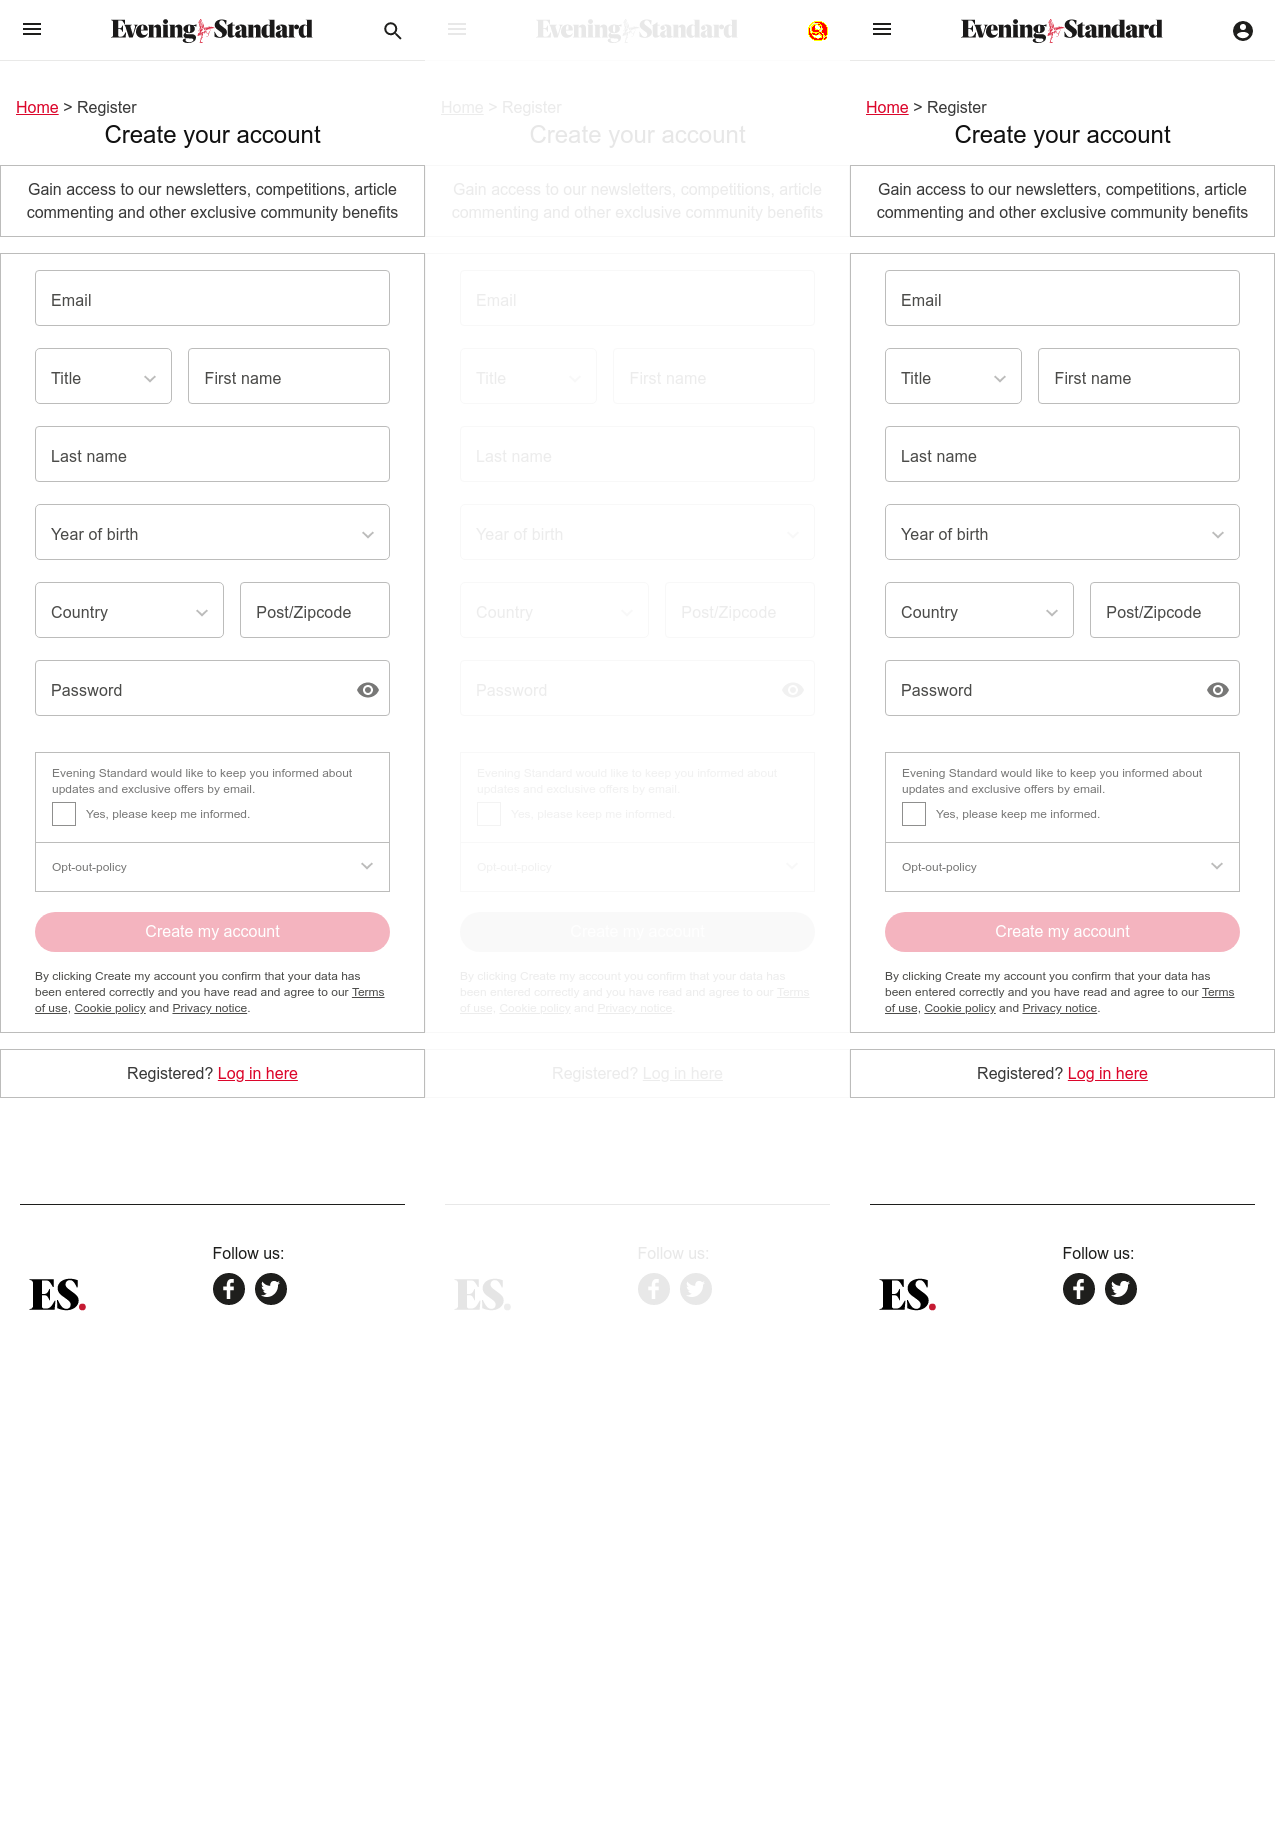 Evening Standard
Home > Register
Create your account
Gain access to our newsletters, competitions, article
commenting and other exclusive community benefits
Email
Title
First name
Last name
Year of birth
Country
Post/Zipcode
Password
Evening Standard would like to keep you informed about
updates and exclusive offers by email.
Yes, please keep me informed.
Opt-out-policy
Create my account
By clicking Create my account you confirm that your data has
been entered correctly and you have read and agree to our Terms
of use, Cookie policy and Privacy notice.
Registered? Log in here
Follow us:
ES.
Evening Standard
Home > Register
Create your account
Gain access to our newsletters, competitions, article
commenting and other exclusive community benefits
Email
Title
First name
Last name
Year of birth
Country
Post/Zipcode
Password
Evening Standard would like to keep you informed about
updates and exclusive offers by email.
Yes, please keep me informed.
Opt-out-policy
Create my account
By clicking Create my account you confirm that your data has
been entered correctly and you have read and agree to our Terms
of use, Cookie policy and Privacy notice.
Registered? Log in here
Follow us:
ES.
Evening Standard
Home > Register
Create your account
Gain access to our newsletters, competitions, article
commenting and other exclusive community benefits
Email
Title
First name
Last name
Year of birth
Country
Post/Zipcode
Password
Evening Standard would like to keep you informed about
updates and exclusive offers by email.
Yes, please keep me informed.
Opt-out-policy
Create my account
By clicking Create my account you confirm that your data has
been entered correctly and you have read and agree to our Terms
of use, Cookie policy and Privacy notice.
Registered? Log in here
Follow us:
ES.